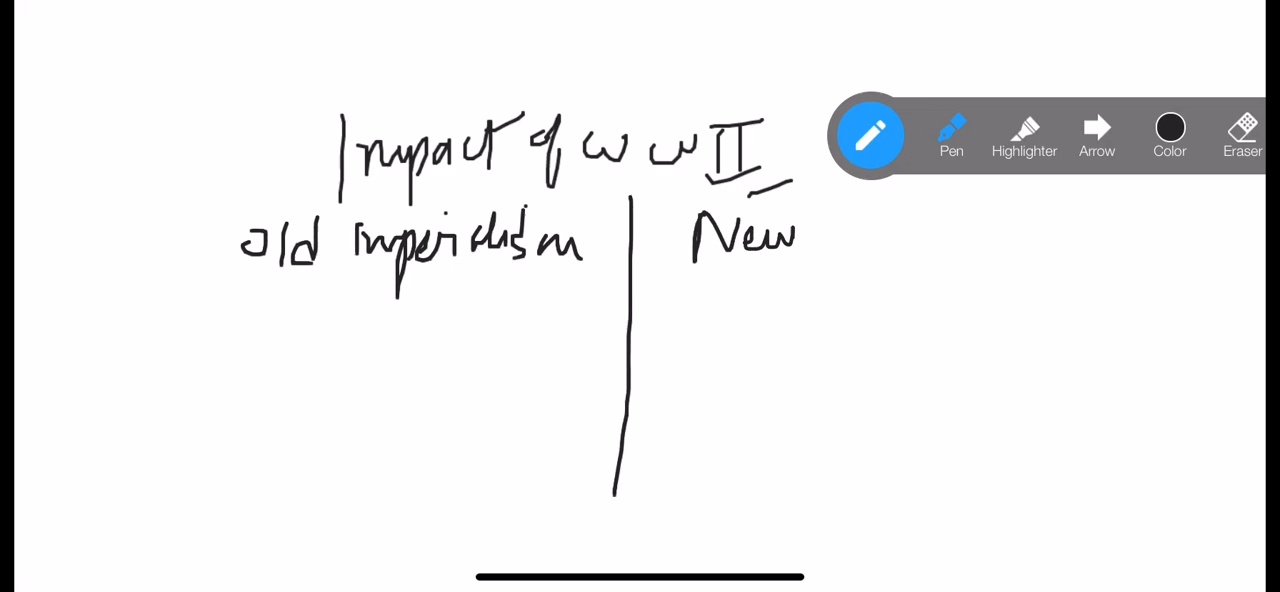 Impact of WW II
Old Imperialism New
Pen Highlighter Arrow Color Eraser